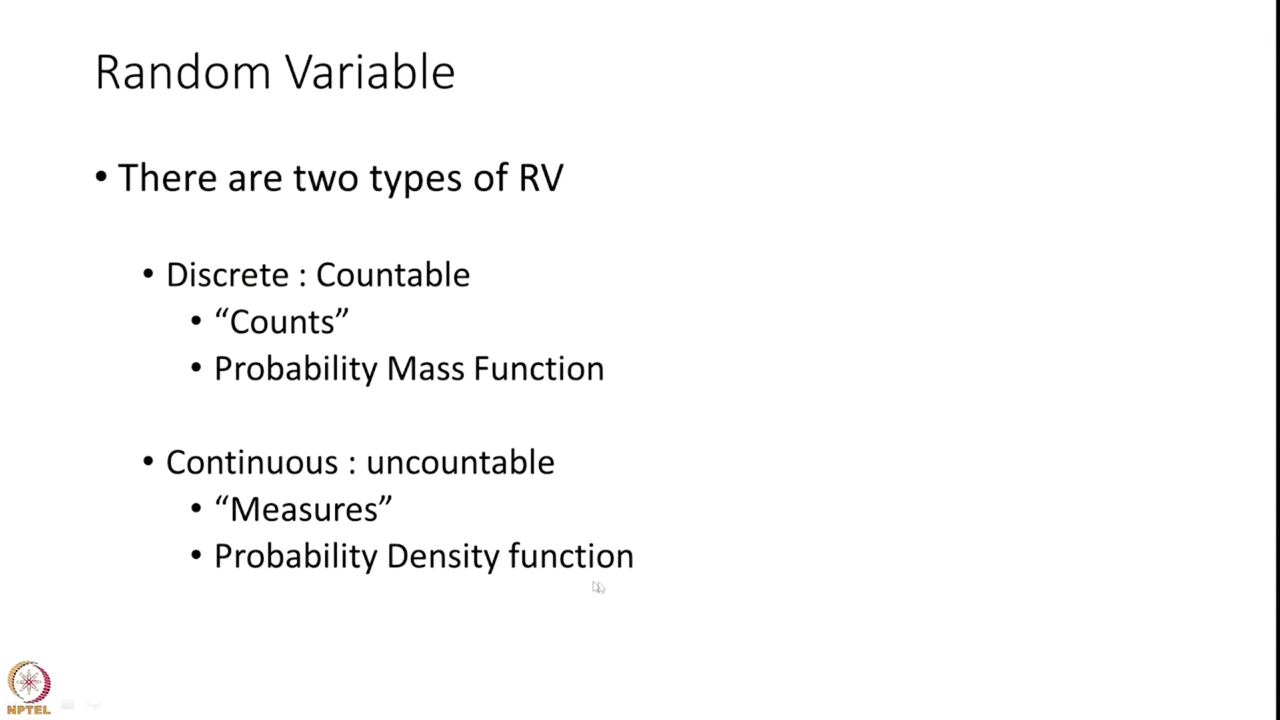 Random Variable
• There are two types of RV
• Discrete : Countable
• “Counts”
• Probability Mass Function
• Continuous : uncountable
• “Measures”
• Probability Density function
NPTEL